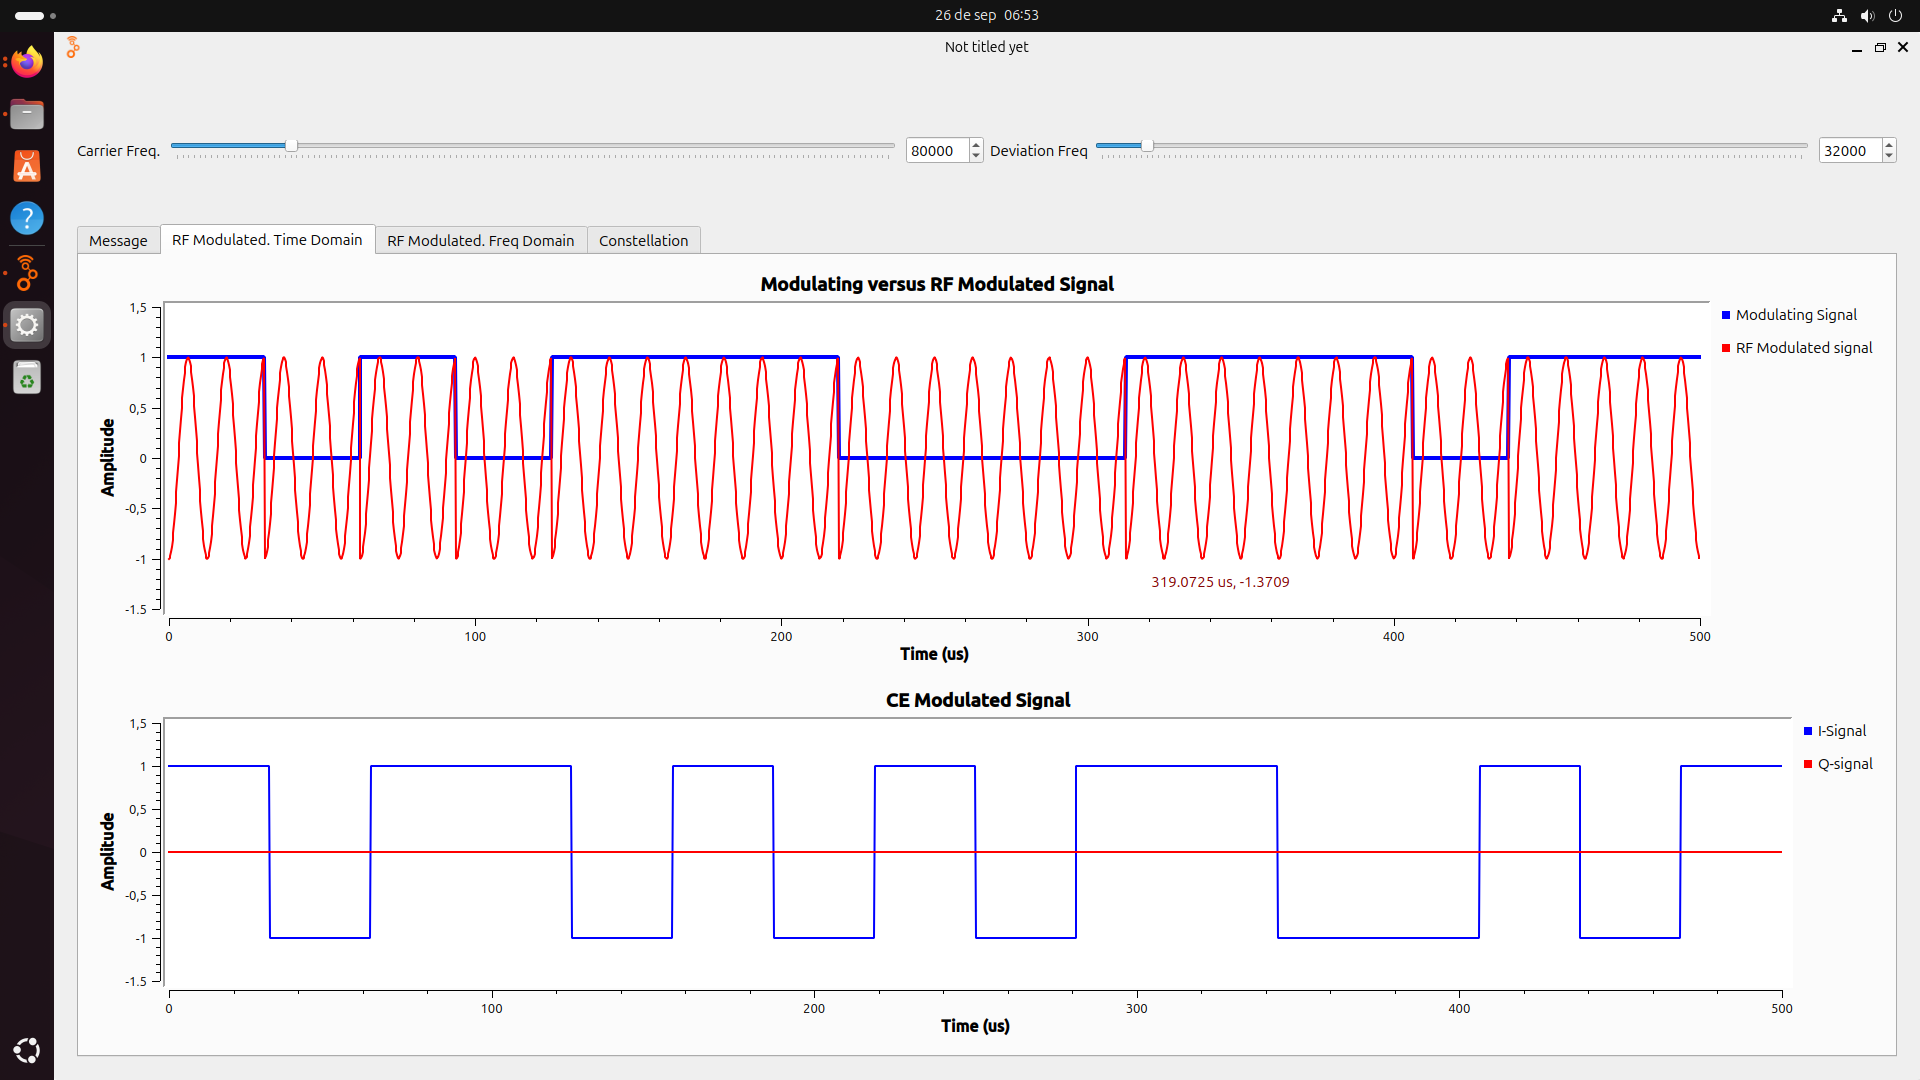 26 de sep 06:53
Not titled yet
Carrier Freq. 80000 Deviation Freq 32000
Message RF Modulated. Time Domain RF Modulated. Freq Domain Constellation
Modulating versus RF Modulated Signal
1,5
1
0,5
0
-0,5
-1
-1.5
Amplitude
Modulating Signal
RF Modulated signal
319.0725 us, -1.3709
0 100 200 300 400 500
Time (us)
CE Modulated Signal
1,5
1
0,5
0
-0,5
-1
-1.5
Amplitude
I-Signal
Q-signal
0 100 200 300 400 500
Time (us)